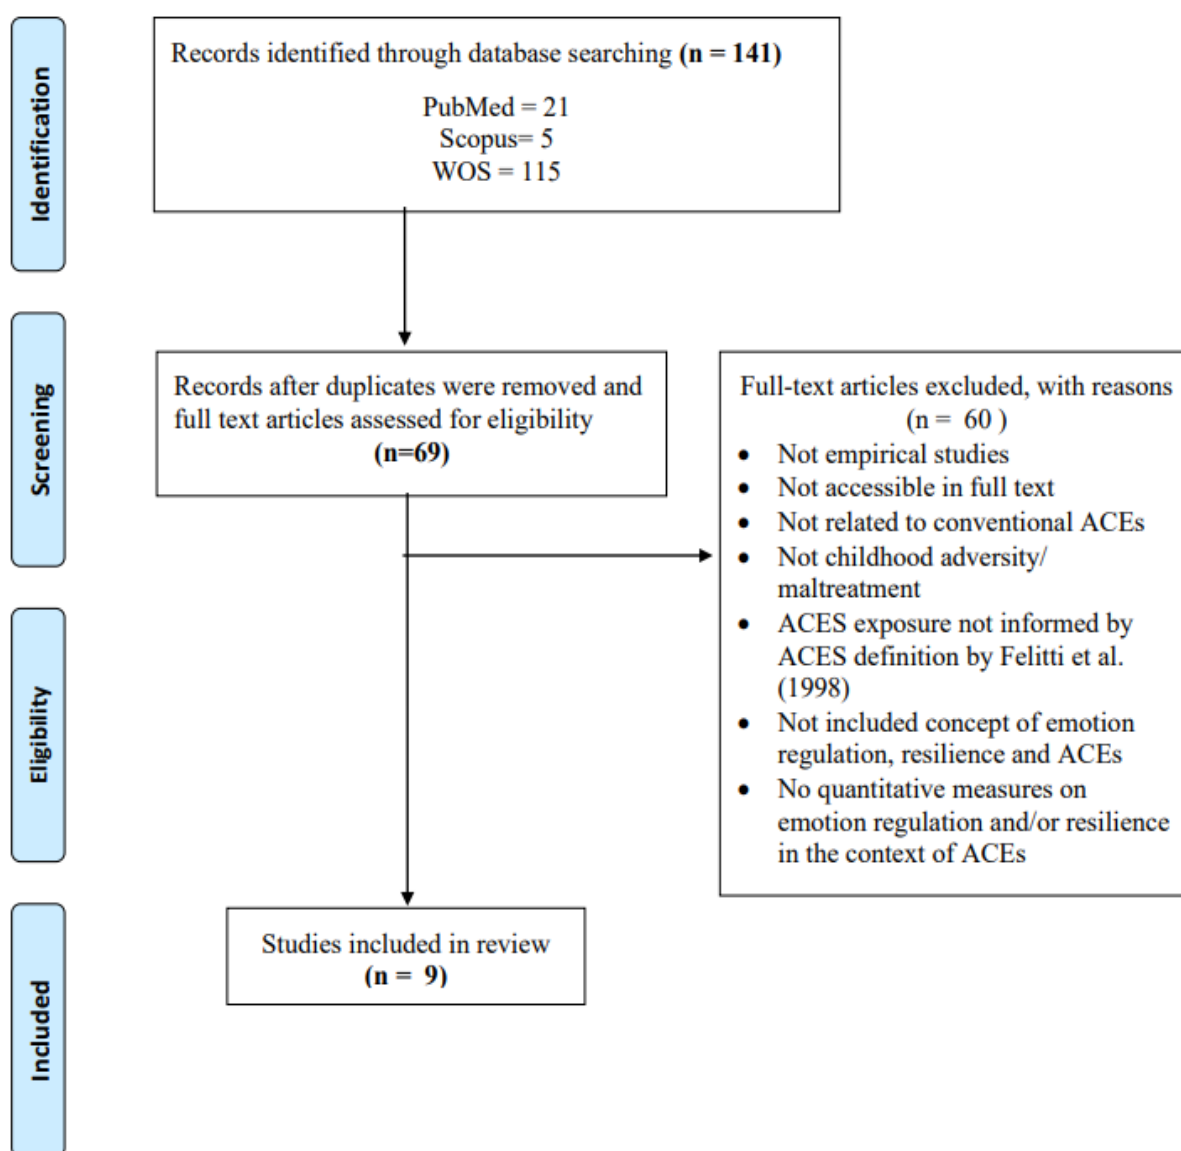 Identification
Records identified through database searching (n = 141)
PubMed = 21
Scopus= 5
WOS = 115
Screening
Records after duplicates were removed and
full text articles assessed for eligibility
(n=69)
Full-text articles excluded, with reasons
(n = 60 )
• Not empirical studies
• Not accessible in full text
• Not related to conventional ACEs
• Not childhood adversity/
maltreatment
• ACES exposure not informed by
ACES definition by Felitti et al.
(1998)
• Not included concept of emotion
regulation, resilience and ACEs
• No quantitative measures on
emotion regulation and/or resilience
in the context of ACEs
Eligibility
Included
Studies included in review
(n = 9)